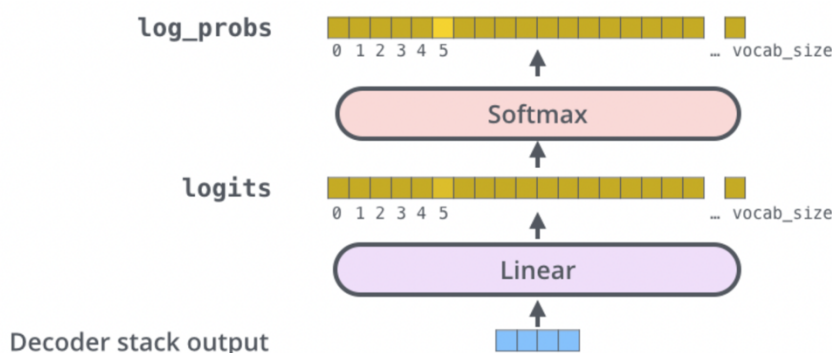 log_probs
0 1 2 3 4 5 … vocab_size
Softmax
logits
0 1 2 3 4 5 … vocab_size
Linear
Decoder stack output